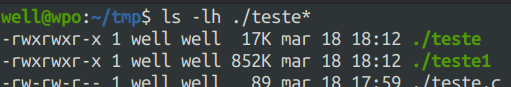 well@wpo:~/tmp$ ls -lh ./teste*
-rwxrwxr-x 1 well well  17K mar 18 18:12 ./teste
-rwxrwxr-x 1 well well 852K mar 18 18:12 ./teste1
-rw-rw-r-- 1 well well   89 mar 18 17:59 ./teste.c